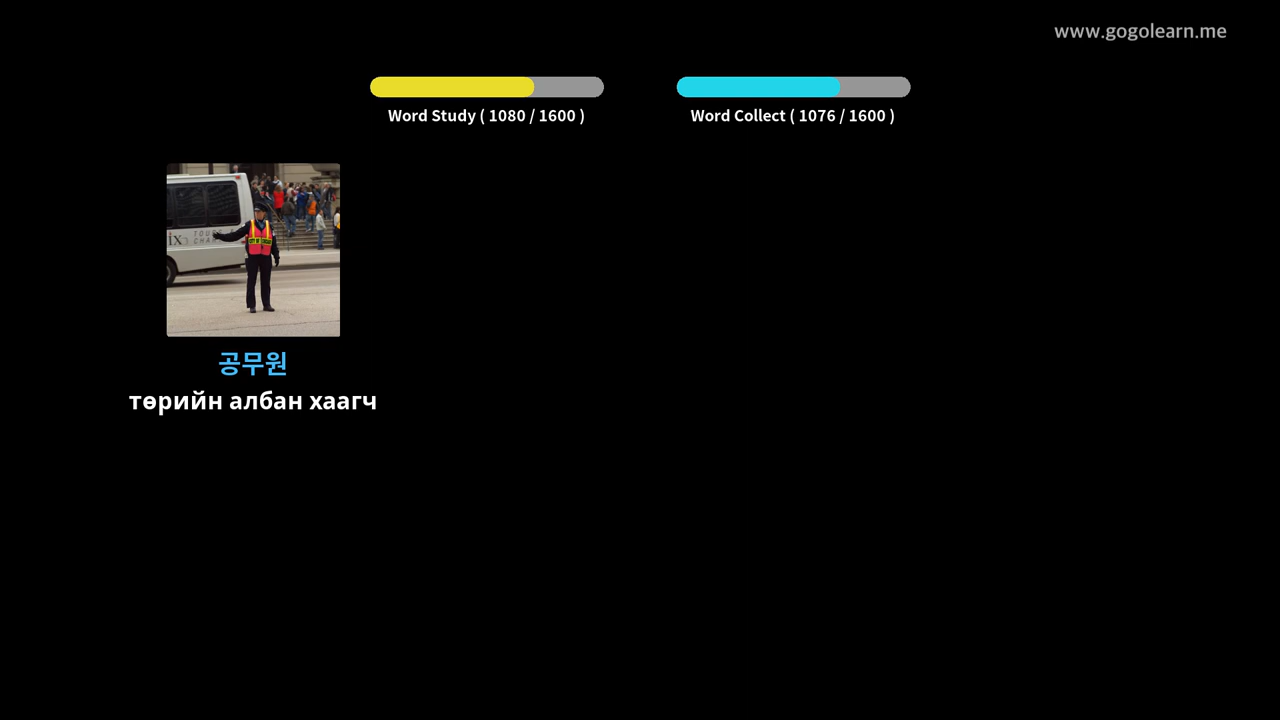 www.gogolearn.me
Word Study ( 1080 / 1600 )
Word Collect ( 1076 / 1600 )
공무원
төрийн албан хаагч